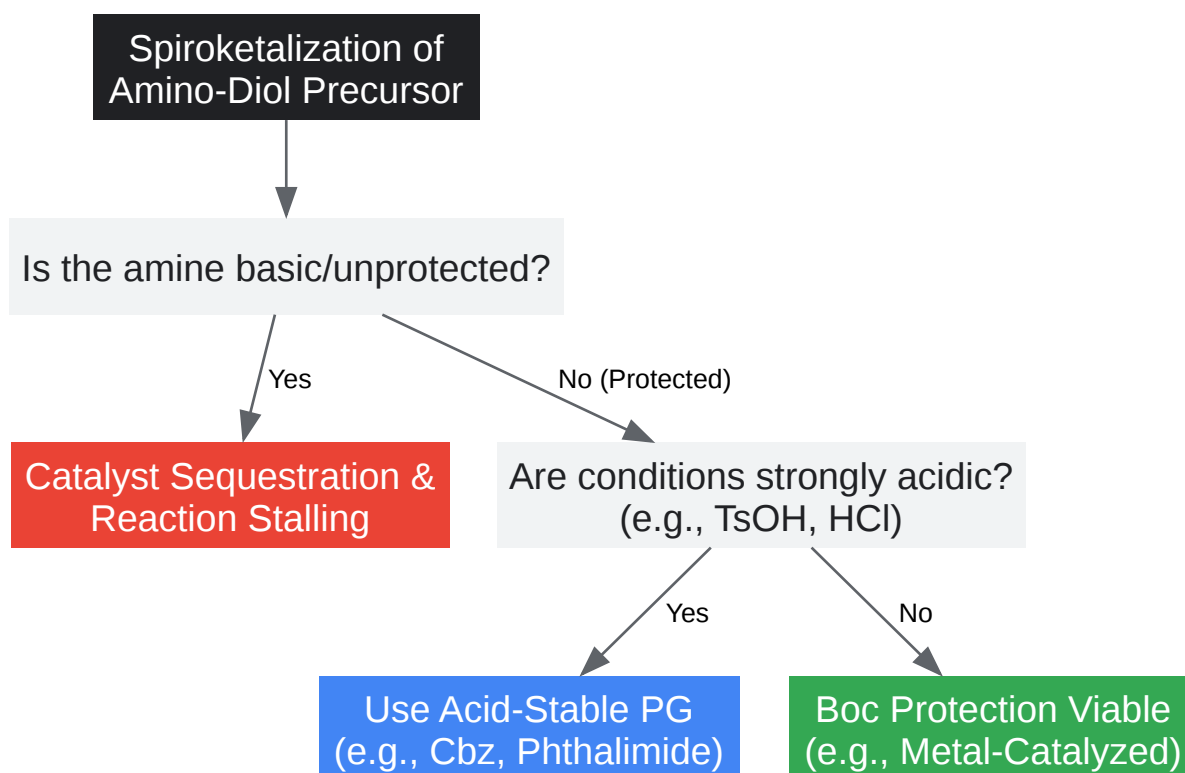 Spiroketalization of
Amino-Diol Precursor
Is the amine basic/unprotected?
Yes
No (Protected)
Catalyst Sequestration &
Reaction Stalling
Are conditions strongly acidic?
(e.g., TsOH, HCl)
Yes
No
Use Acid-Stable PG
(e.g., Cbz, Phthalimide)
Boc Protection Viable
(e.g., Metal-Catalyzed)